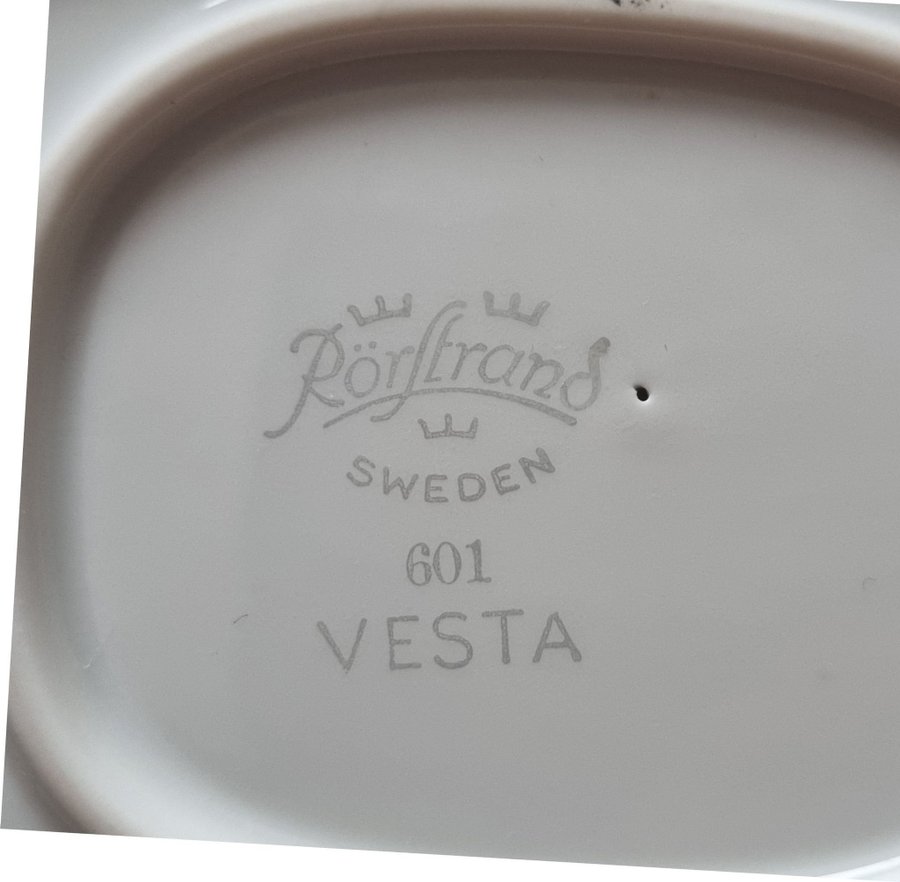 Rörstrand
SWEDEN
601
VESTA